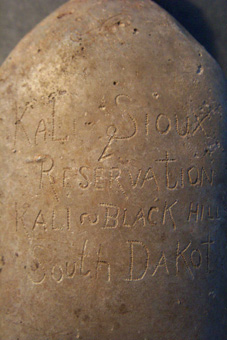 KALI SIOUX
RESERVATION
KALI BLACK HILL
South DAKOT